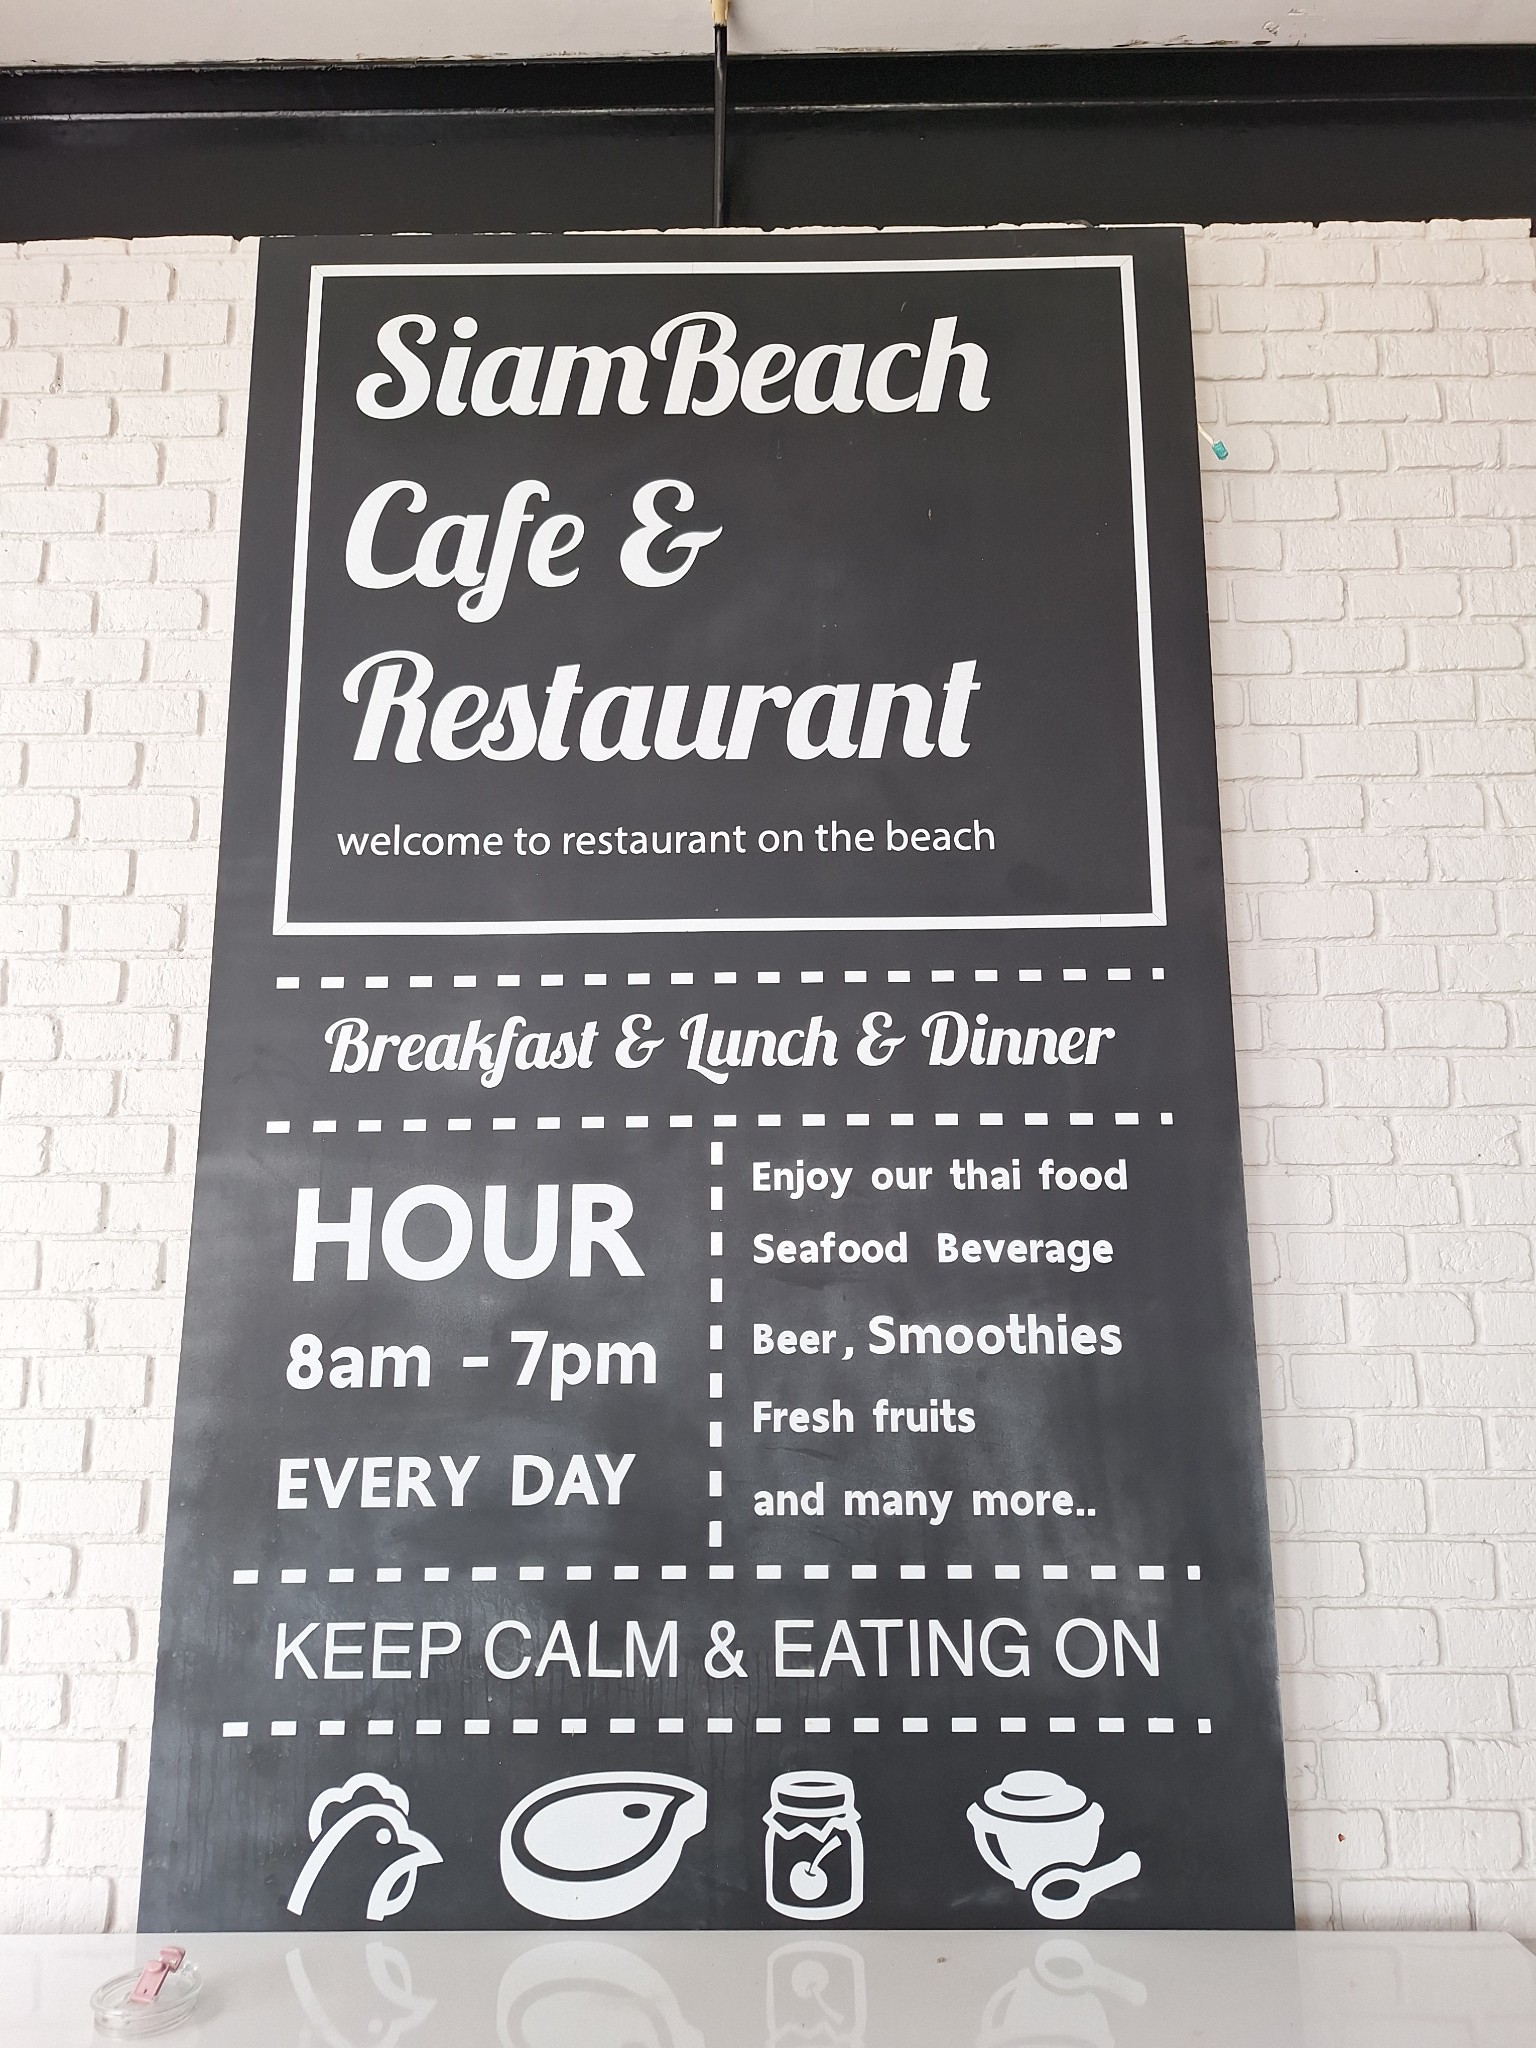 SiamBeach
Cafe &
Restaurant
welcome to restaurant on the beach
Breakfast & Lunch & Dinner
HOUR
8am - 7pm
EVERY DAY
Enjoy our thai food
Seafood Beverage
Beer, Smoothies
Fresh fruits
and many more..
KEEP CALM & EATING ON